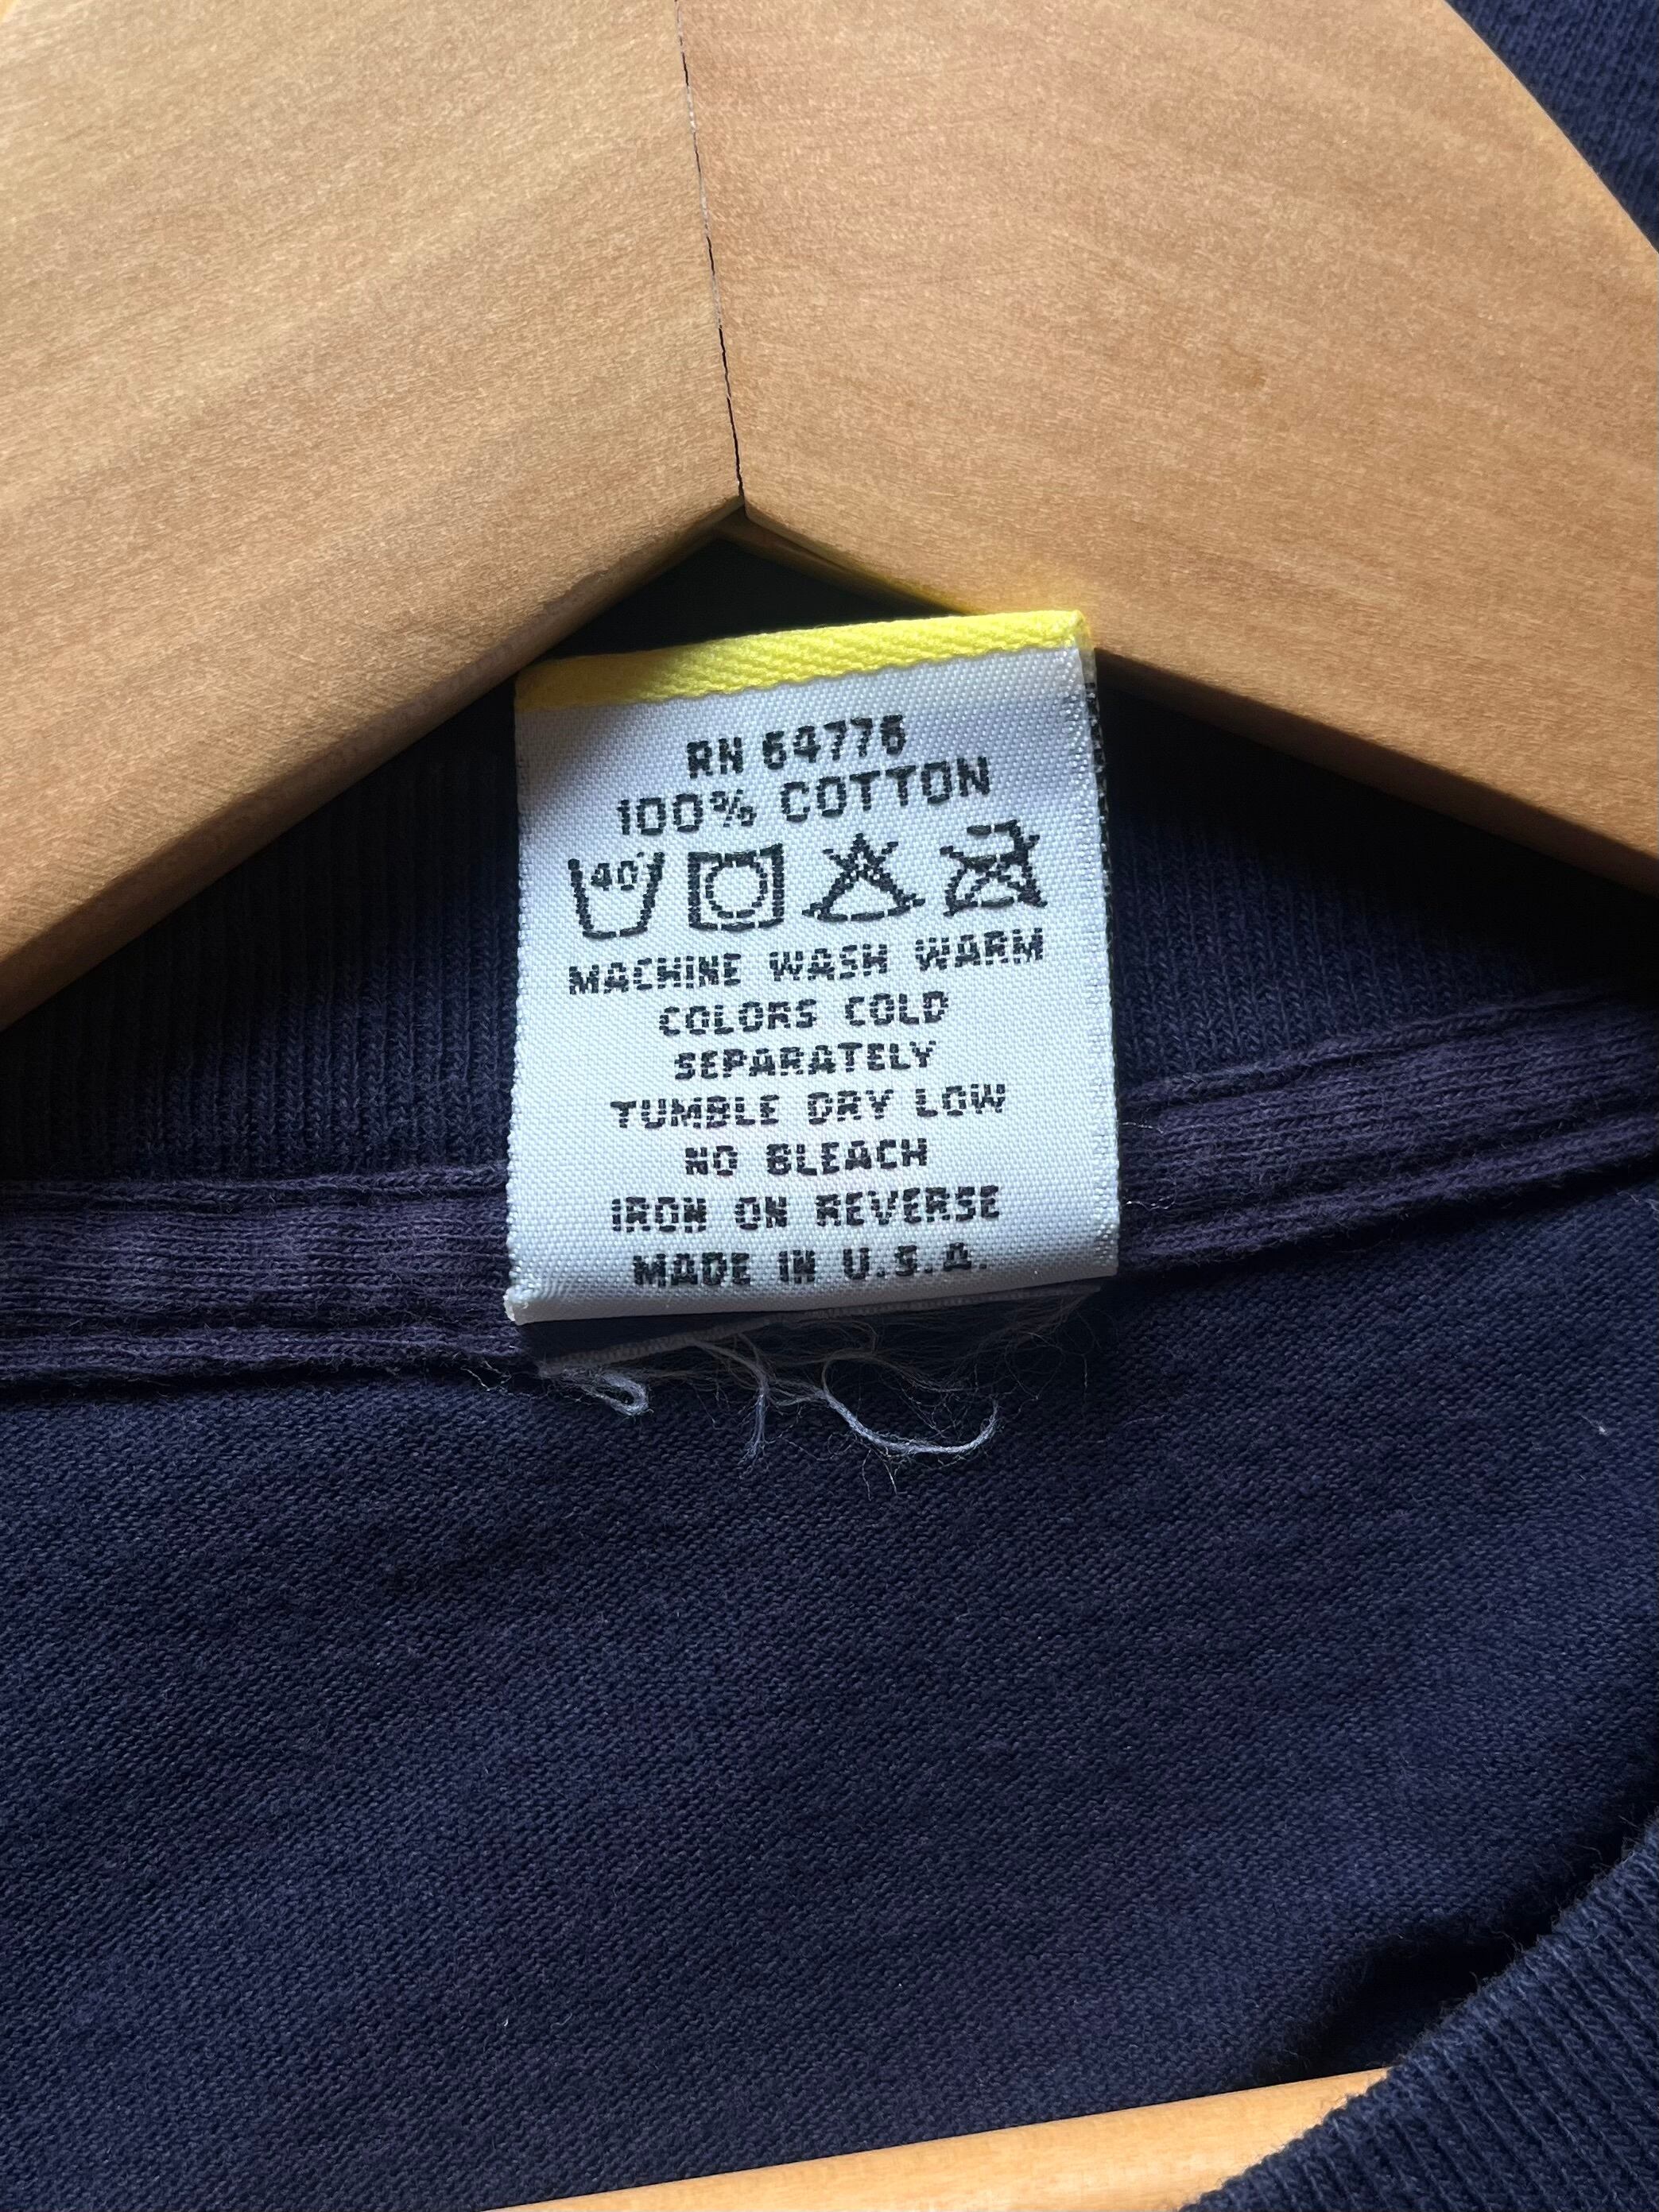 RN 64776
100% COTTON
40°
MACHINE WASH WARM
COLORS COLD
SEPARATELY
TUMBLE DRY LOW
NO BLEACH
IRON ON REVERSE
MADE IN U.S.A.